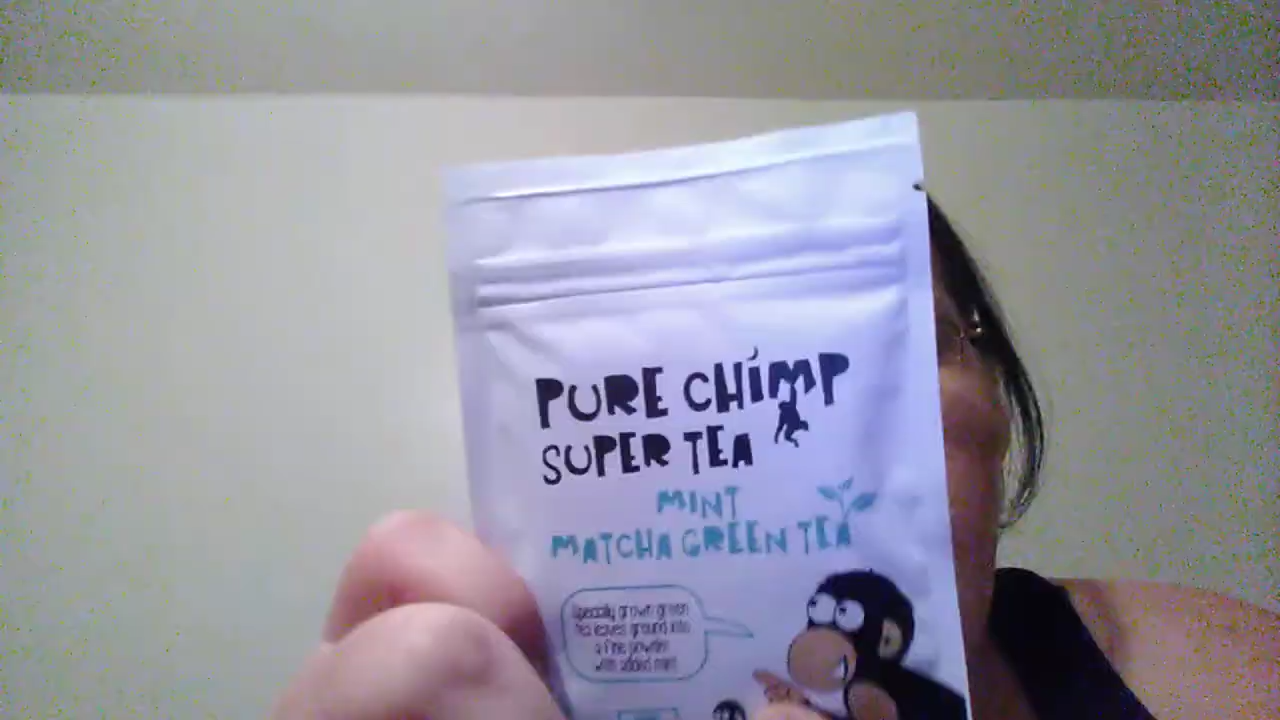 PURE CHIMP
SUPER TEA
MINT
MATCHA GREEN TEA
Specially grown green
tea leaves ground into
a fine powder
with added mint